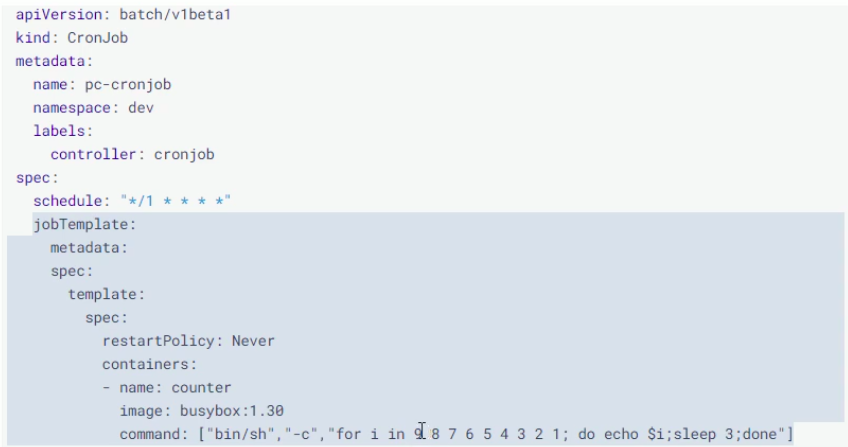 apiVersion: batch/v1beta1
kind: CronJob
metadata:
  name: pc-cronjob
  namespace: dev
  labels:
    controller: cronjob
spec:
  schedule: "*/1 * * * *"
  jobTemplate:
    metadata:
    spec:
      template:
        spec:
          restartPolicy: Never
          containers:
          - name: counter
            image: busybox:1.30
            command: ["bin/sh","-c","for i in 9 8 7 6 5 4 3 2 1; do echo $i;sleep 3;done"]